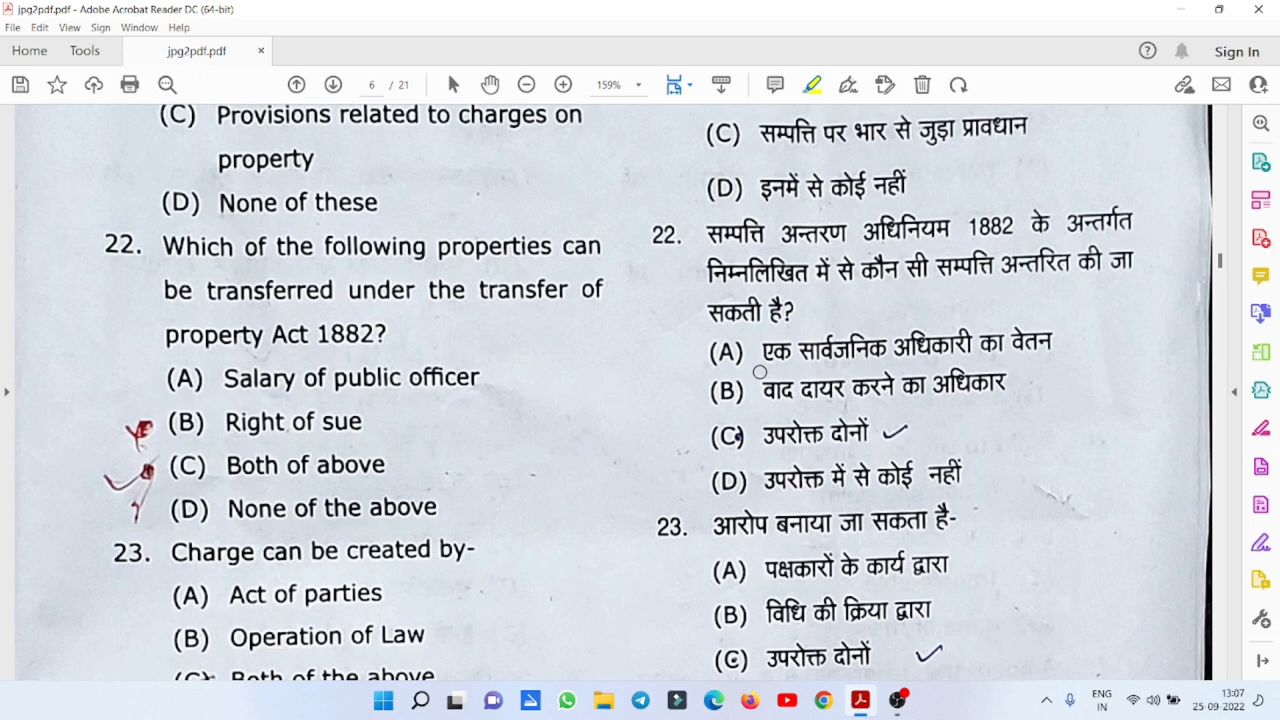 jpg2pdf.pdf - Adobe Acrobat Reader DC (64-bit)
File Edit View Sign Window Help
Home Tools jpg2pdf.pdf × Sign In
6 / 21 159%
(C) Provisions related to charges on
property
(D) None of these
22. Which of the following properties can
be transferred under the transfer of
property Act 1882?
(A) Salary of public officer
(B) Right of sue
(C) Both of above
(D) None of the above
23. Charge can be created by-
(A) Act of parties
(B) Operation of Law
(C) Both of the above
(C) सम्पत्ति पर भार से जुड़ा प्रावधान
(D) इनमें से कोई नहीं
22. सम्पत्ति अन्तरण अधिनियम 1882 के अन्तर्गत
निम्नलिखित में से कौन सी सम्पत्ति अन्तरित की जा
सकती है?
(A) एक सार्वजनिक अधिकारी का वेतन
(B) वाद दायर करने का अधिकार
(C) उपरोक्त दोनों
(D) उपरोक्त में से कोई नहीं
23. आरोप बनाया जा सकता है-
(A) पक्षकारों के कार्य द्वारा
(B) विधि की क्रिया द्वारा
(C) उपरोक्त दोनों
ENG
IN
13:07
25-09-2022